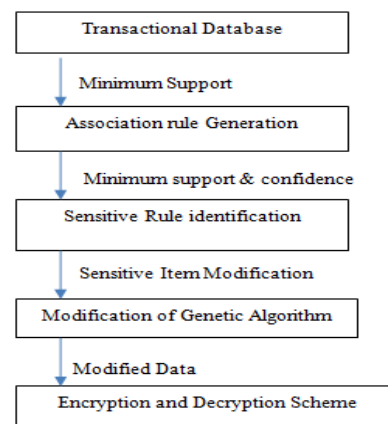 Transactional Database
Minimum Support
Association rule Generation
Minimum support & confidence
Sensitive Rule identification
Sensitive Item Modification
Modification of Genetic Algorithm
Modified Data
Encryption and Decryption Scheme